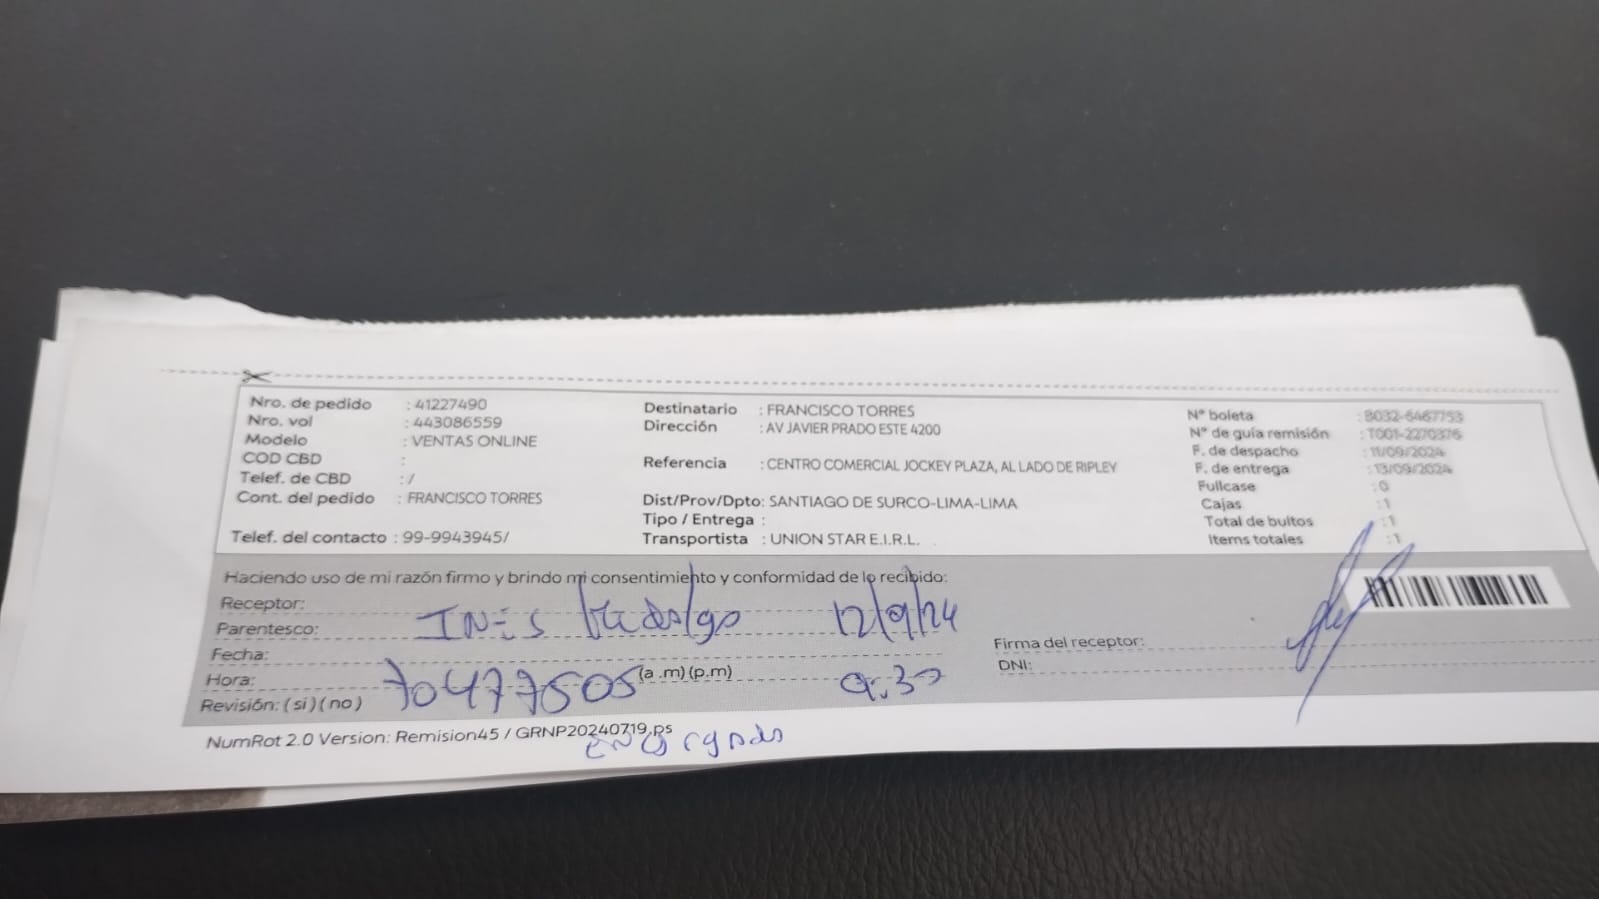 Nro. de pedido : 41227490
Nro. vol : 443086559
Modelo : VENTAS ONLINE
COD CBD :
Telef. de CBD : /
Cont. del pedido : FRANCISCO TORRES
Telef. del contacto : 99-9943945/
Destinatario : FRANCISCO TORRES
Dirección : AV JAVIER PRADO ESTE 4200
Referencia : CENTRO COMERCIAL JOCKEY PLAZA, AL LADO DE RIPLEY
Dist/Prov/Dpto: SANTIAGO DE SURCO-LIMA-LIMA
Tipo / Entrega :
Transportista : UNION STAR E.I.R.L.
N° boleta : B032-6467753
N° de guía remisión : T001-2270376
F. de despacho : 11/09/2024
F. de entrega : 13/09/2024
Fullcase : 0
Cajas : 1
Total de bultos : 1
Items totales : 1
Haciendo uso de mi razón firmo y brindo mi consentimiento y conformidad de lo recibido:
Receptor:
Parentesco: INES Hidalgo 12/9/24
Fecha:
Hora: 70477505 (a .m) (p.m) 9:30
Revisión: ( si ) ( no )
Firma del receptor:
DNI:
NumRot 2.0 Version: Remision45 / GRNP20240719.ps